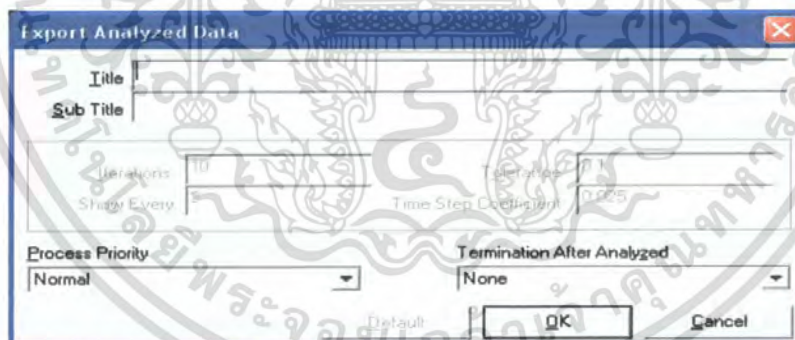 Export Analyzed Data
Title
Sub Title
Iterations 10 Tolerance 0.1
Show Every 5 Time Step Coefficient 0.025
Process Priority Termination After Analyzed
Normal None
Default OK Cancel